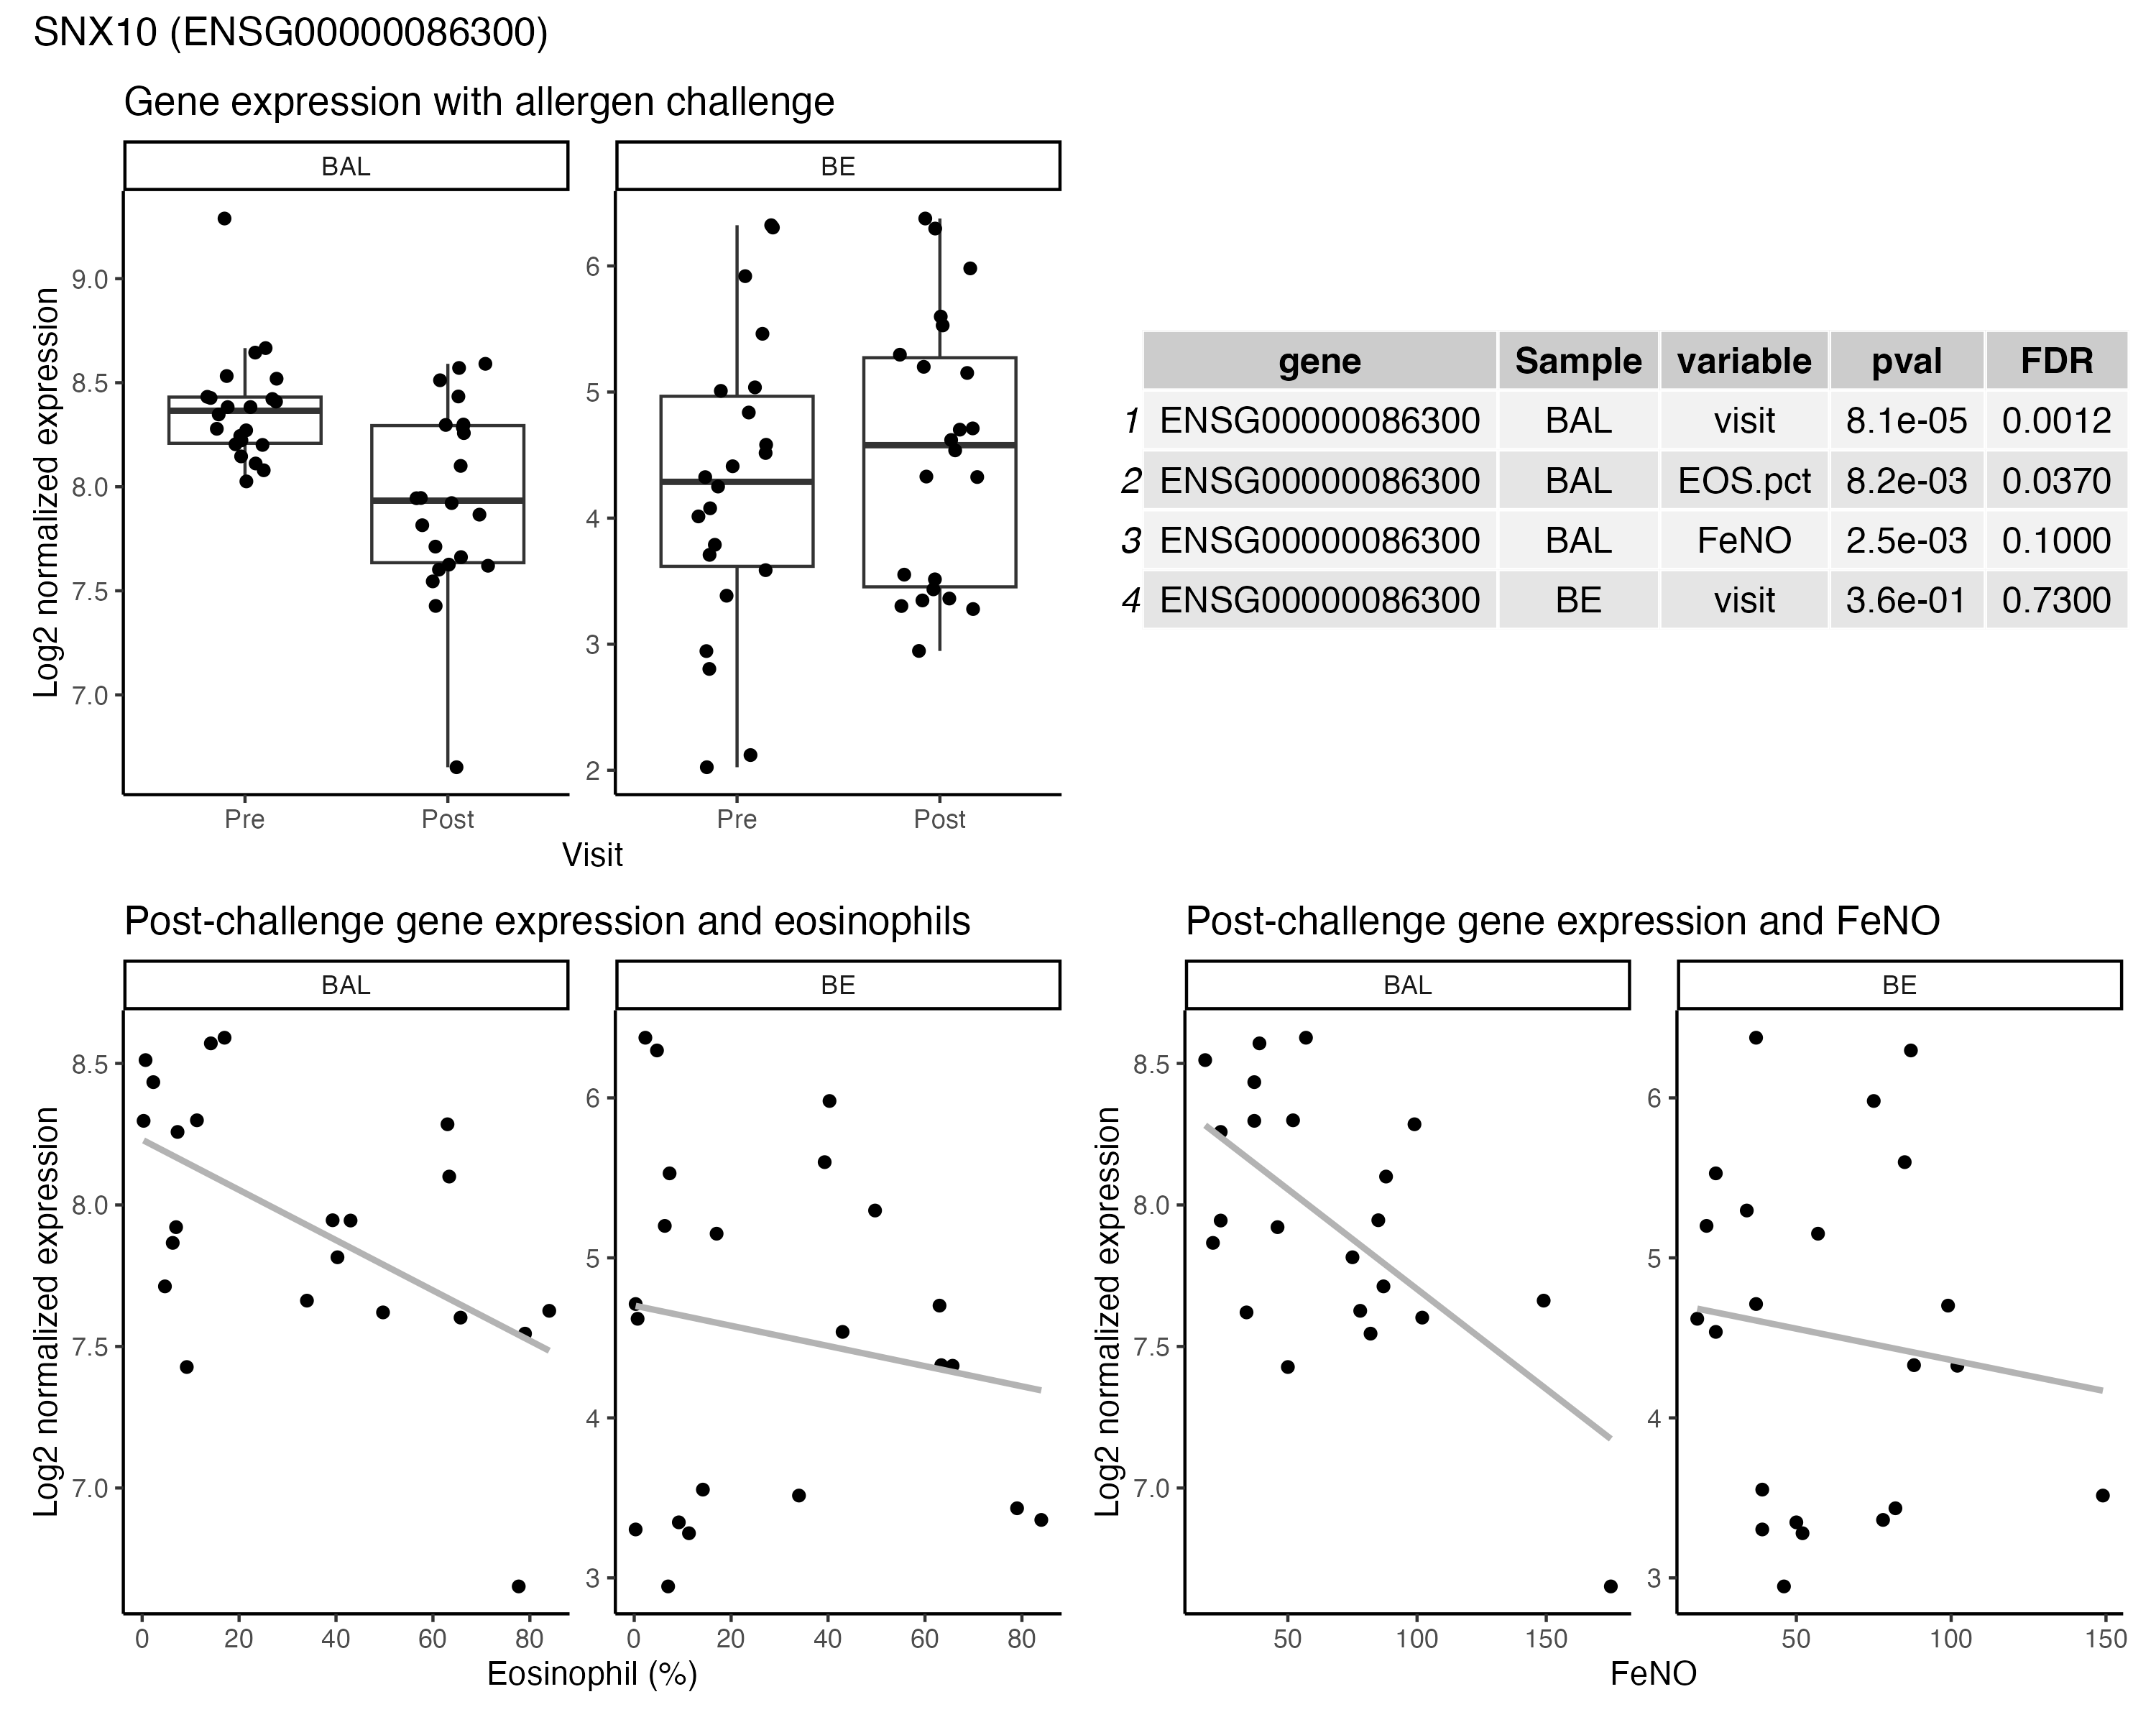 SNX10 (ENSG00000086300)
Gene expression with allergen challenge
BAL
BE
Log2 normalized expression
9.0
8.5
8.0
7.5
7.0
6
5
4
3
2
Pre
Post
Pre
Post
Visit
gene Sample variable pval FDR
1 ENSG00000086300 BAL visit 8.1e-05 0.0012
2 ENSG00000086300 BAL EOS.pct 8.2e-03 0.0370
3 ENSG00000086300 BAL FeNO 2.5e-03 0.1000
4 ENSG00000086300 BE visit 3.6e-01 0.7300
Post-challenge gene expression and eosinophils
BAL
BE
Log2 normalized expression
8.5
8.0
7.5
7.0
6
5
4
3
0 20 40 60 80
0 20 40 60 80
Eosinophil (%)
Post-challenge gene expression and FeNO
BAL
BE
Log2 normalized expression
8.5
8.0
7.5
7.0
6
5
4
3
50 100 150
50 100 150
FeNO